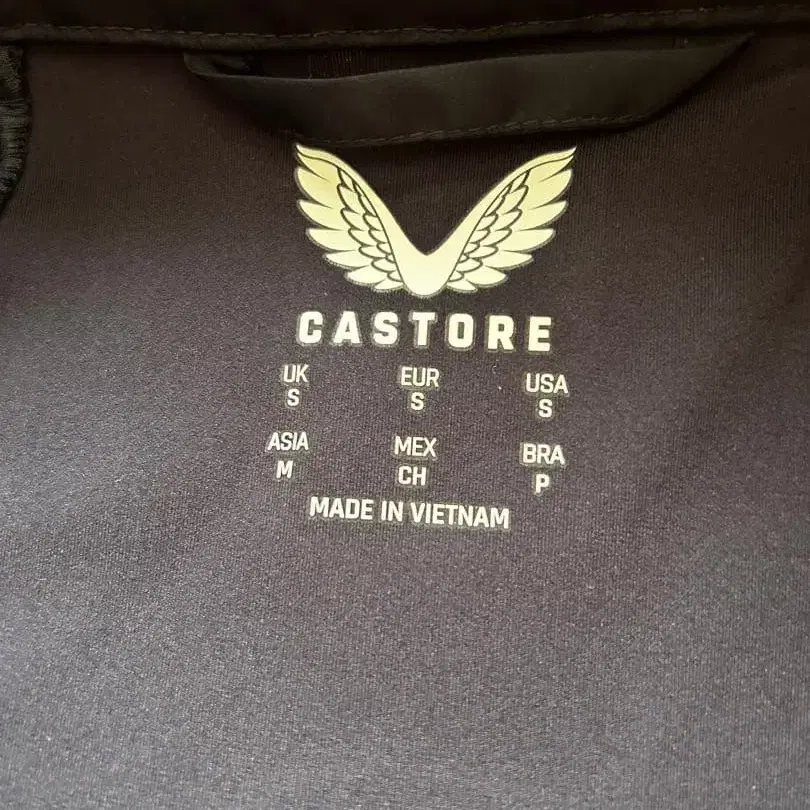 CASTORE
UK EUR USA
S S S
ASIA MEX BRA
M CH P
MADE IN VIETNAM